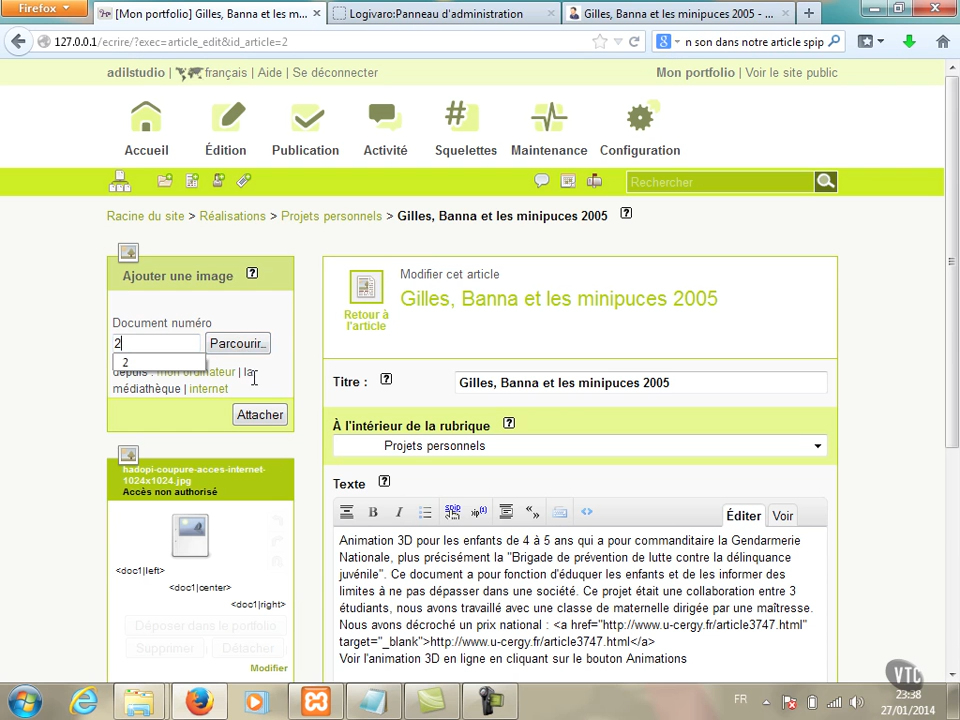 Firefox
[Mon portfolio] Gilles, Banna et les m...
Logivaro:Panneau d'administration
Gilles, Banna et les minipuces 2005 - ...
127.0.0.1/ecrire/?exec=article_edit&id_article=2
n son dans notre article spip
adilstudio | français | Aide | Se déconnecter
Mon portfolio | Voir le site public
Accueil
Édition
Publication
Activité
Squelettes
Maintenance
Configuration
Rechercher
Racine du site > Réalisations > Projets personnels > Gilles, Banna et les minipuces 2005
Ajouter une image
Document numéro
2
Parcourir...
2
depuis : mon ordinateur | la
médiathèque | internet
Attacher
hadopi-coupure-acces-internet-
1024x1024.jpg
Accès non authorisé
<doc1|left>
<doc1|center>
<doc1|right>
Déposer dans le portfolio
Supprimer
Détacher
Modifier
Retour à
l'article
Modifier cet article
Gilles, Banna et les minipuces 2005
Titre :
Gilles, Banna et les minipuces 2005
À l'intérieur de la rubrique
Projets personnels
Texte
Éditer
Voir
Animation 3D pour les enfants de 4 à 5 ans qui a pour commanditaire la Gendarmerie
Nationale, plus précisément la "Brigade de prévention de lutte contre la délinquance
juvénile". Ce document a pour fonction d'éduquer les enfants et de les informer des
limites à ne pas dépasser dans une société. Ce projet était une collaboration entre 3
étudiants, nous avons travaillé avec une classe de maternelle dirigée par une maîtresse.
Nous avons décroché un prix national : <a href="http://www.u-cergy.fr/article3747.html"
target="_blank">http://www.u-cergy.fr/article3747.html</a>
Voir l'animation 3D en ligne en cliquant sur le bouton Animations
VTC
FR
23:38
27/01/2014